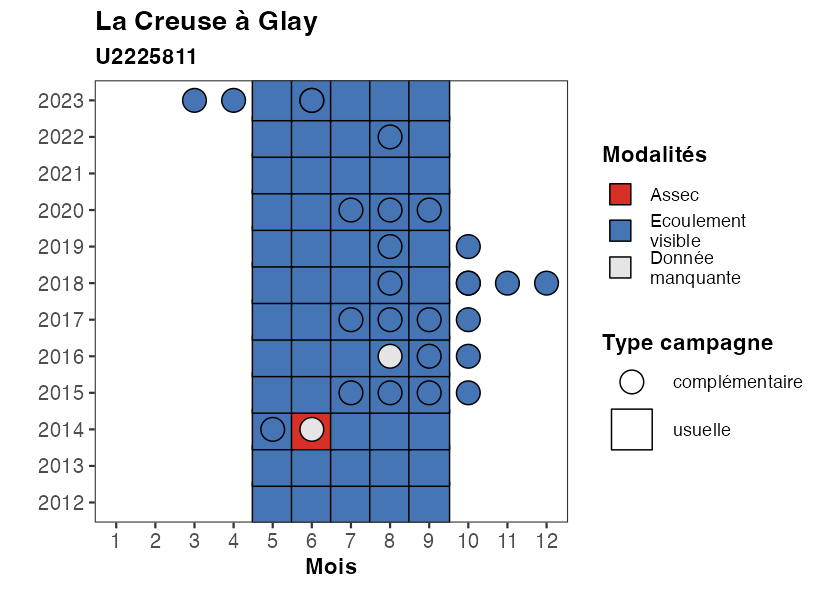 La Creuse à Glay
U2225811
2023
2022
2021
2020
2019
2018
2017
2016
2015
2014
2013
2012
1 2 3 4 5 6 7 8 9 10 11 12
Mois
Modalités
Assec
Ecoulement
visible
Donnée
manquante
Type campagne
complémentaire
usuelle